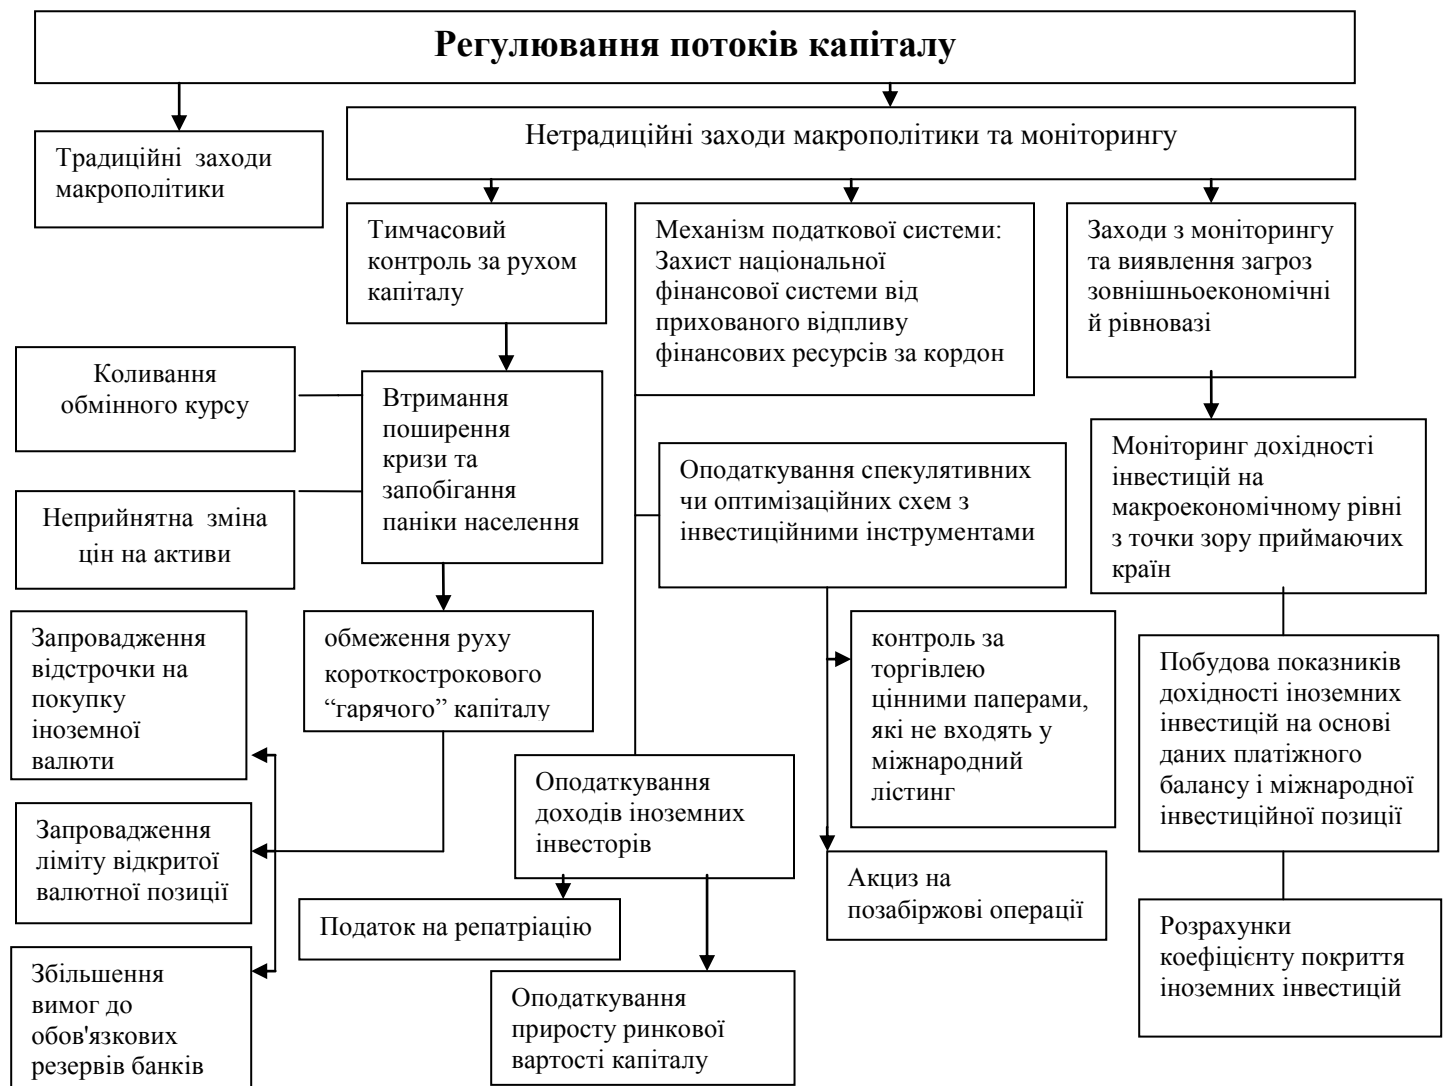 Регулювання потоків капіталу
Традиційні заходи
макрополітики
Нетрадиційні заходи макрополітики та моніторингу
Тимчасовий
контроль за рухом
капіталу
Механізм податкової системи:
Захист національної
фінансової системи від
прихованого відпливу
фінансових ресурсів за кордон
Заходи з моніторингу
та виявлення загроз
зовнішньоекономічні
й рівновазі
Коливання
обмінного курсу
Втримання
поширення
кризи та
запобігання
паніки населення
Неприйнятна зміна
цін на активи
Оподаткування спекулятивних
чи оптимізаційних схем з
інвестиційними інструментами
Моніторинг дохідності
інвестицій на
макроекономічному рівні
з точки зору приймаючих
країн
Запровадження
відстрочки на
покупку
іноземної
валюти
обмеження руху
короткострокового
“гарячого” капіталу
контроль за
торгівлею
цінними паперами,
які не входять у
міжнародний
лістинг
Побудова показників
дохідності іноземних
інвестицій на основі
даних платіжного
балансу і міжнародної
інвестиційної позиції
Запровадження
ліміту відкритої
валютної позиції
Оподаткування
доходів іноземних
інвесторів
Акциз на
позабіржові операції
Податок на репатріацію
Розрахунки
коефіцієнту покриття
іноземних інвестицій
Збільшення
вимог до
обов'язкових
резервів банків
Оподаткування
приросту ринкової
вартості капіталу